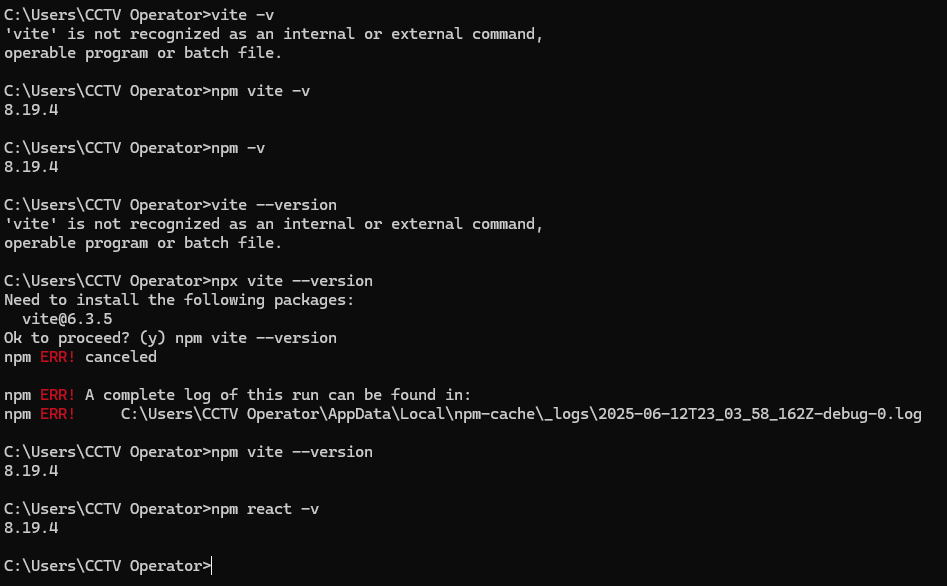 C:\Users\CCTV Operator>vite -v
'vite' is not recognized as an internal or external command,
operable program or batch file.
C:\Users\CCTV Operator>npm vite -v
8.19.4
C:\Users\CCTV Operator>npm -v
8.19.4
C:\Users\CCTV Operator>vite --version
'vite' is not recognized as an internal or external command,
operable program or batch file.
C:\Users\CCTV Operator>npx vite --version
Need to install the following packages:
  vite@6.3.5
Ok to proceed? (y) npm vite --version
npm ERR! canceled
npm ERR! A complete log of this run can be found in:
npm ERR!     C:\Users\CCTV Operator\AppData\Local\npm-cache\_logs\2025-06-12T23_03_58_162Z-debug-0.log
C:\Users\CCTV Operator>npm vite --version
8.19.4
C:\Users\CCTV Operator>npm react -v
8.19.4
C:\Users\CCTV Operator>